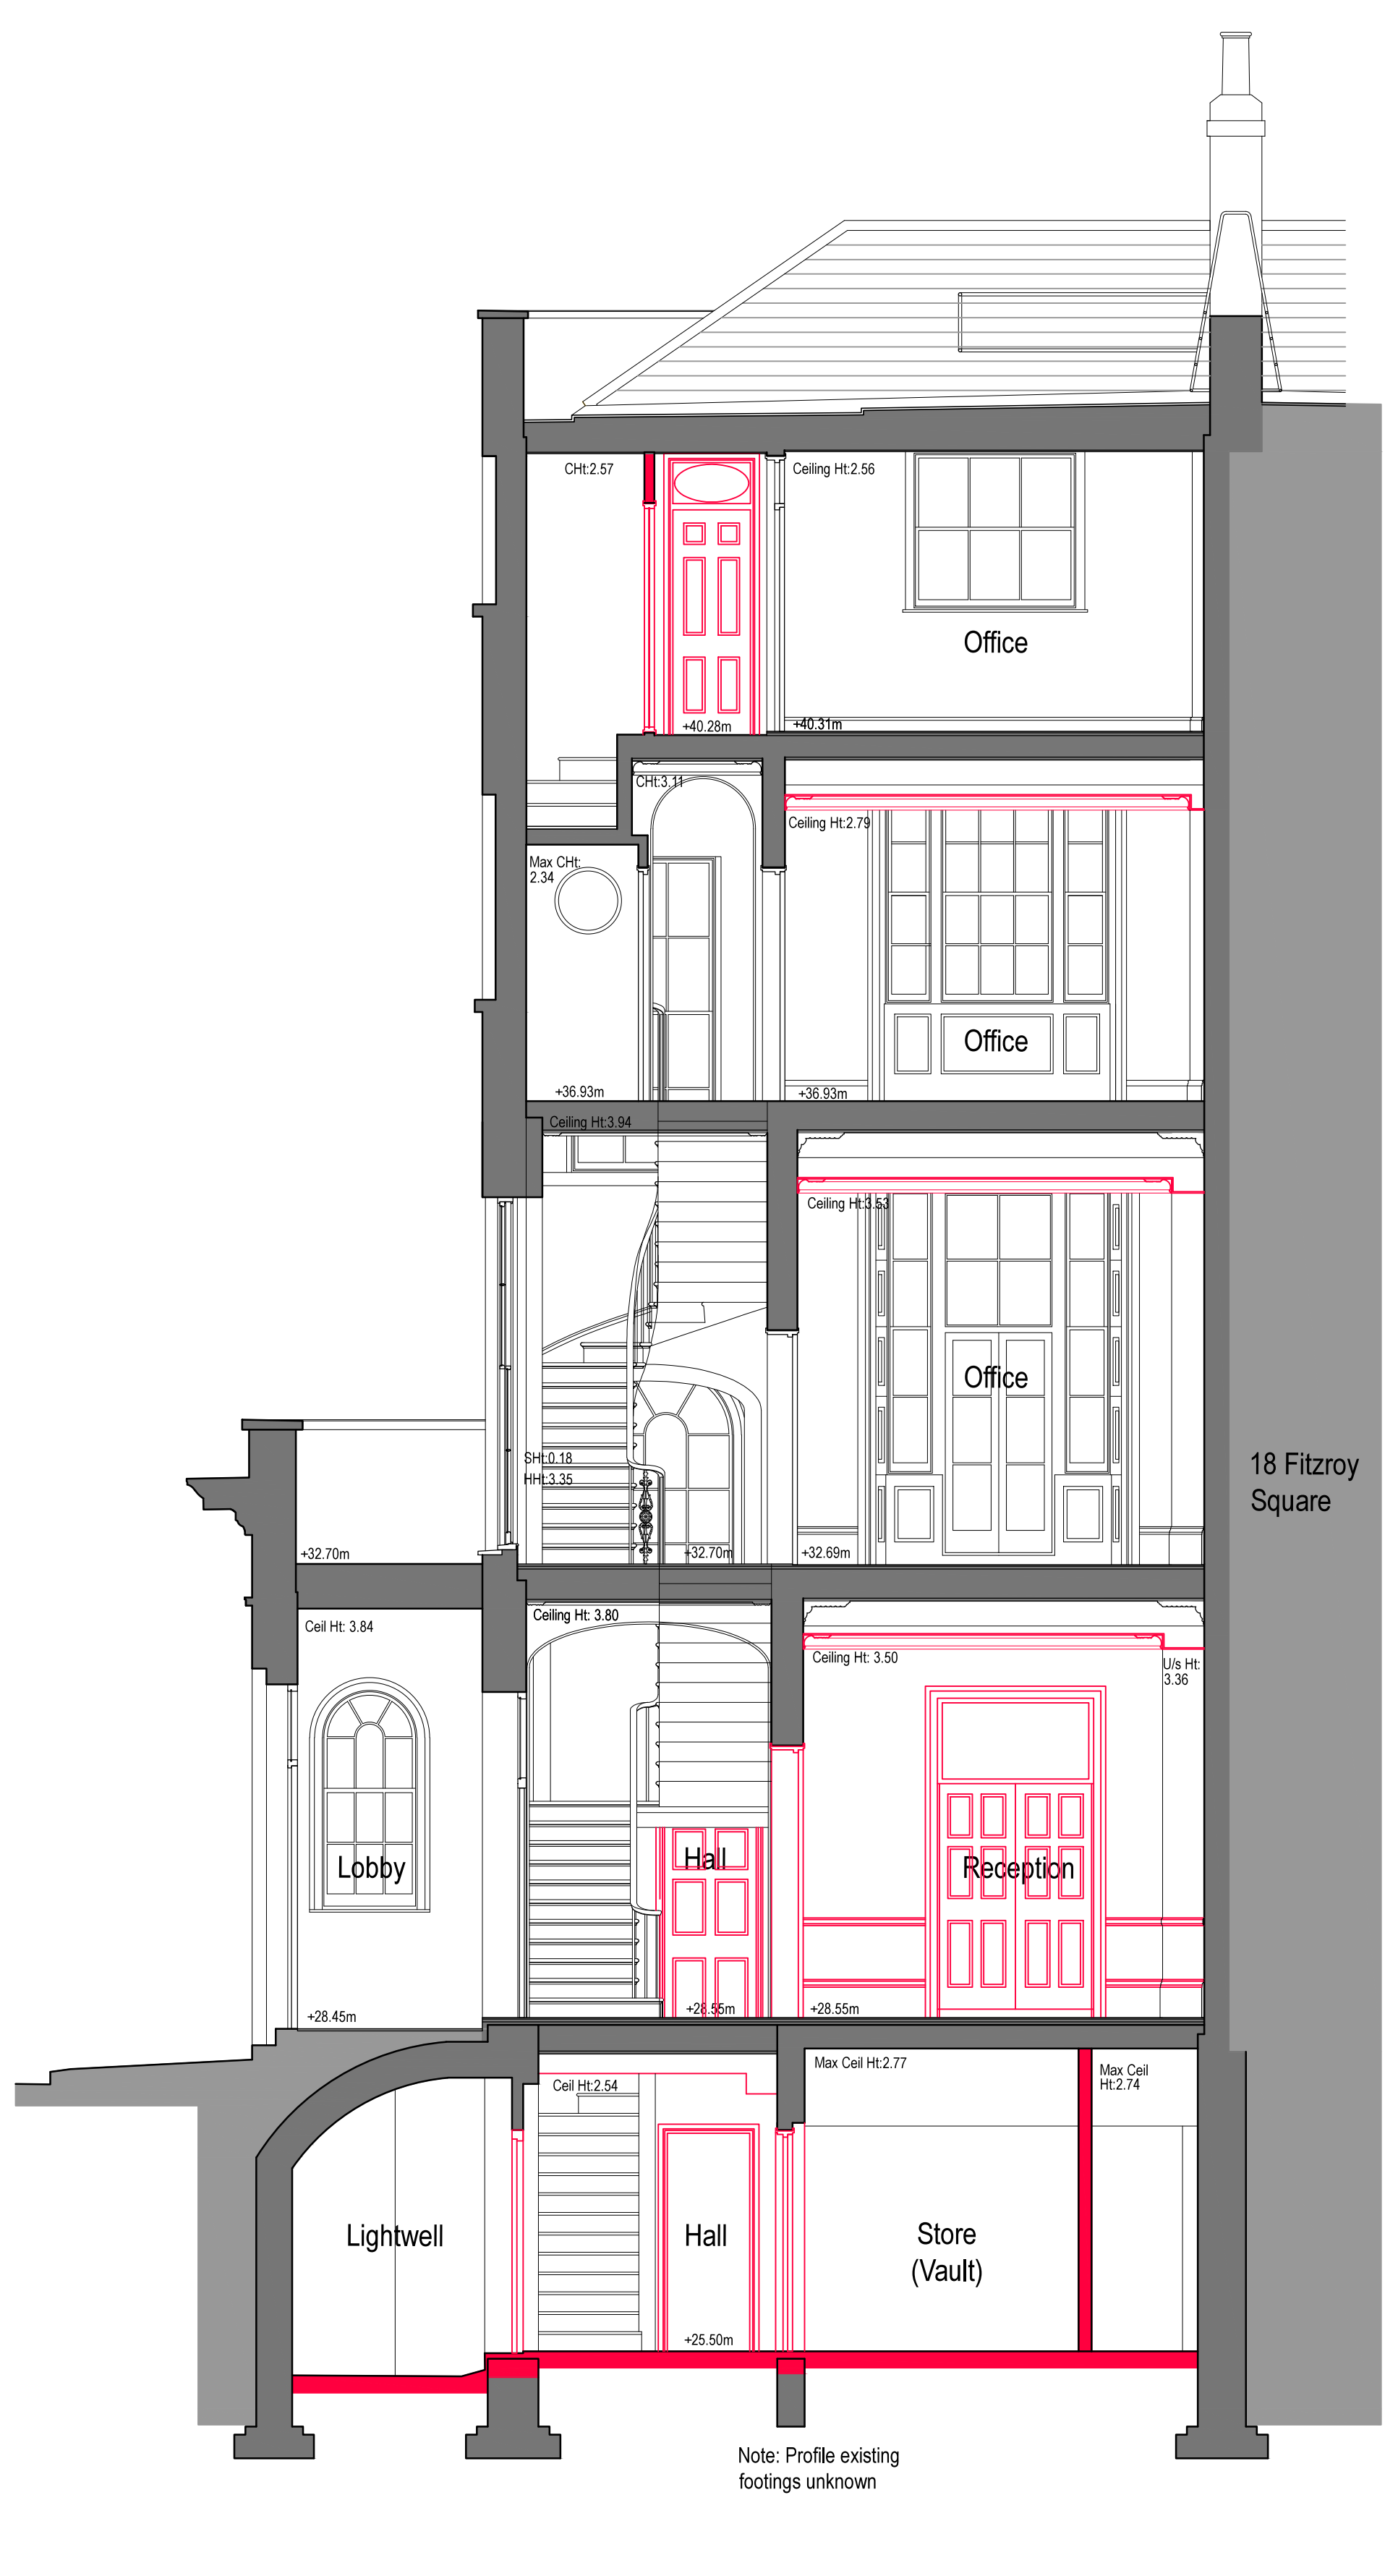 CHt:2.57
Ceiling Ht:2.56
Office
+40.28m
+40.31m
CHt:3.11
Ceiling Ht:2.79
Max CHt:
2.34
Office
+36.93m
+36.93m
Ceiling Ht:3.94
Ceiling Ht:3.53
Office
SHt:0.18
HHt:3.35
18 Fitzroy
Square
+32.70m
+32.70m
+32.69m
Ceil Ht: 3.84
Ceiling Ht: 3.80
Ceiling Ht: 3.50
U/s Ht:
3.36
Lobby
Hall
Reception
+28.45m
+28.55m
+28.55m
Ceil Ht:2.54
Max Ceil Ht:2.77
Max Ceil
Ht:2.74
Lightwell
Hall
Store
(Vault)
+25.50m
Note: Profile existing
footings unknown